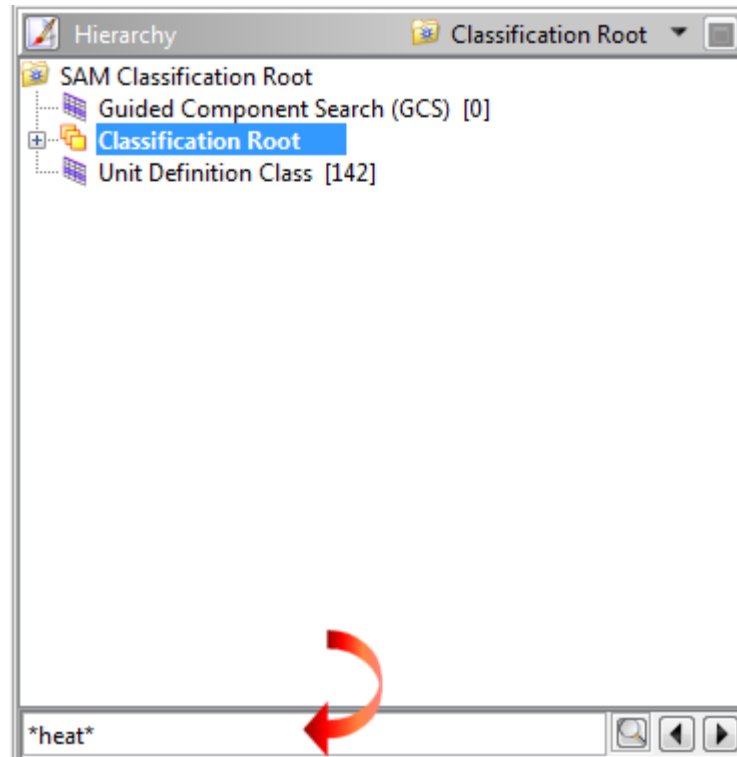 Hierarchy Classification Root
SAM Classification Root
Guided Component Search (GCS) [0]
Classification Root
Unit Definition Class [142]
*heat*